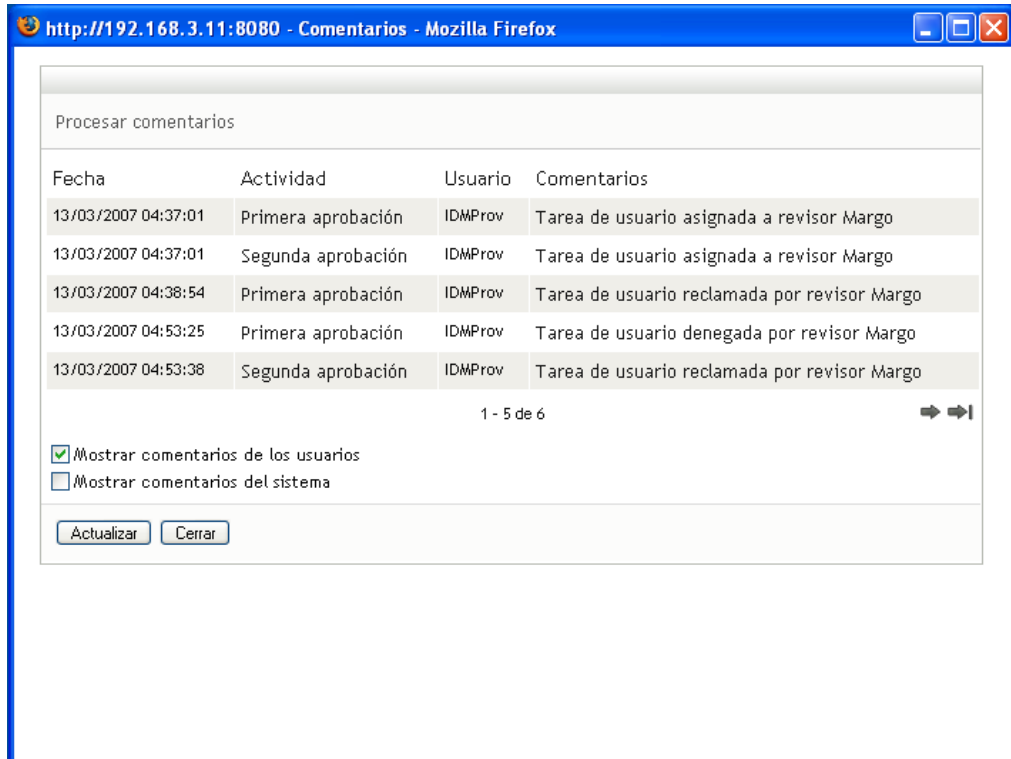 http://192.168.3.11:8080 - Comentarios - Mozilla Firefox
Procesar comentarios
Fecha Actividad Usuario Comentarios
13/03/2007 04:37:01 Primera aprobación IDMProv Tarea de usuario asignada a revisor Margo
13/03/2007 04:37:01 Segunda aprobación IDMProv Tarea de usuario asignada a revisor Margo
13/03/2007 04:38:54 Primera aprobación IDMProv Tarea de usuario reclamada por revisor Margo
13/03/2007 04:53:25 Primera aprobación IDMProv Tarea de usuario denegada por revisor Margo
13/03/2007 04:53:38 Segunda aprobación IDMProv Tarea de usuario reclamada por revisor Margo
1 - 5 de 6
Mostrar comentarios de los usuarios
Mostrar comentarios del sistema
Actualizar Cerrar